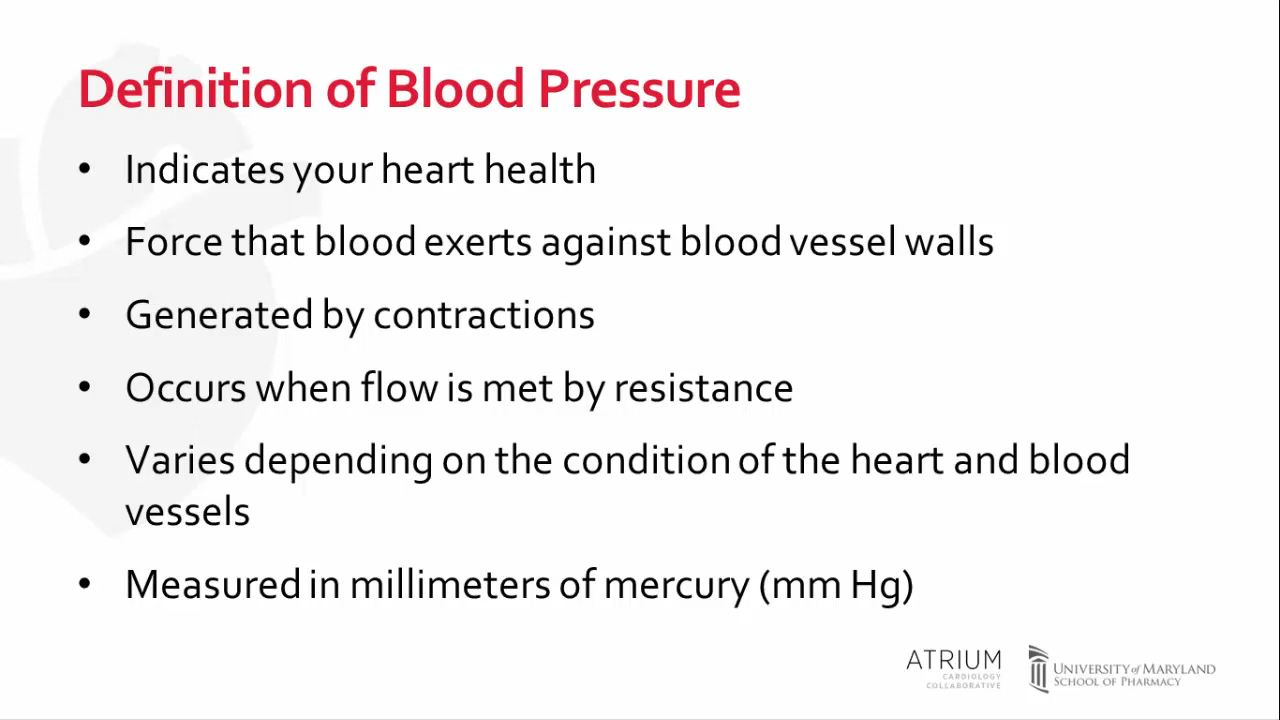 Definition of Blood Pressure
• Indicates your heart health
• Force that blood exerts against blood vessel walls
• Generated by contractions
• Occurs when flow is met by resistance
• Varies depending on the condition of the heart and blood
vessels
• Measured in millimeters of mercury (mm Hg)
ATRIUM
CARDIOLOGY
COLLABORATIVE
UNIVERSITY of MARYLAND
SCHOOL OF PHARMACY